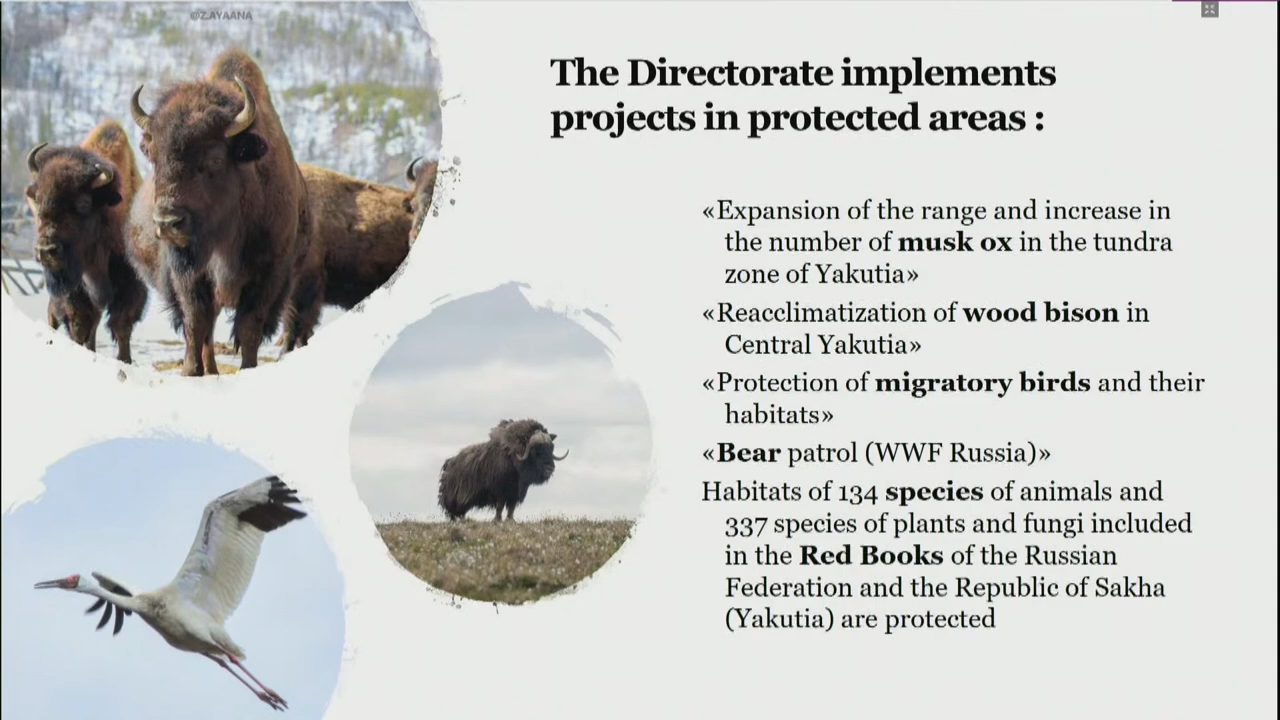 @Z.AYAANA
The Directorate implements
projects in protected areas :
«Expansion of the range and increase in
the number of musk ox in the tundra
zone of Yakutia»
«Reacclimatization of wood bison in
Central Yakutia»
«Protection of migratory birds and their
habitats»
«Bear patrol (WWF Russia)»
Habitats of 134 species of animals and
337 species of plants and fungi included
in the Red Books of the Russian
Federation and the Republic of Sakha
(Yakutia) are protected